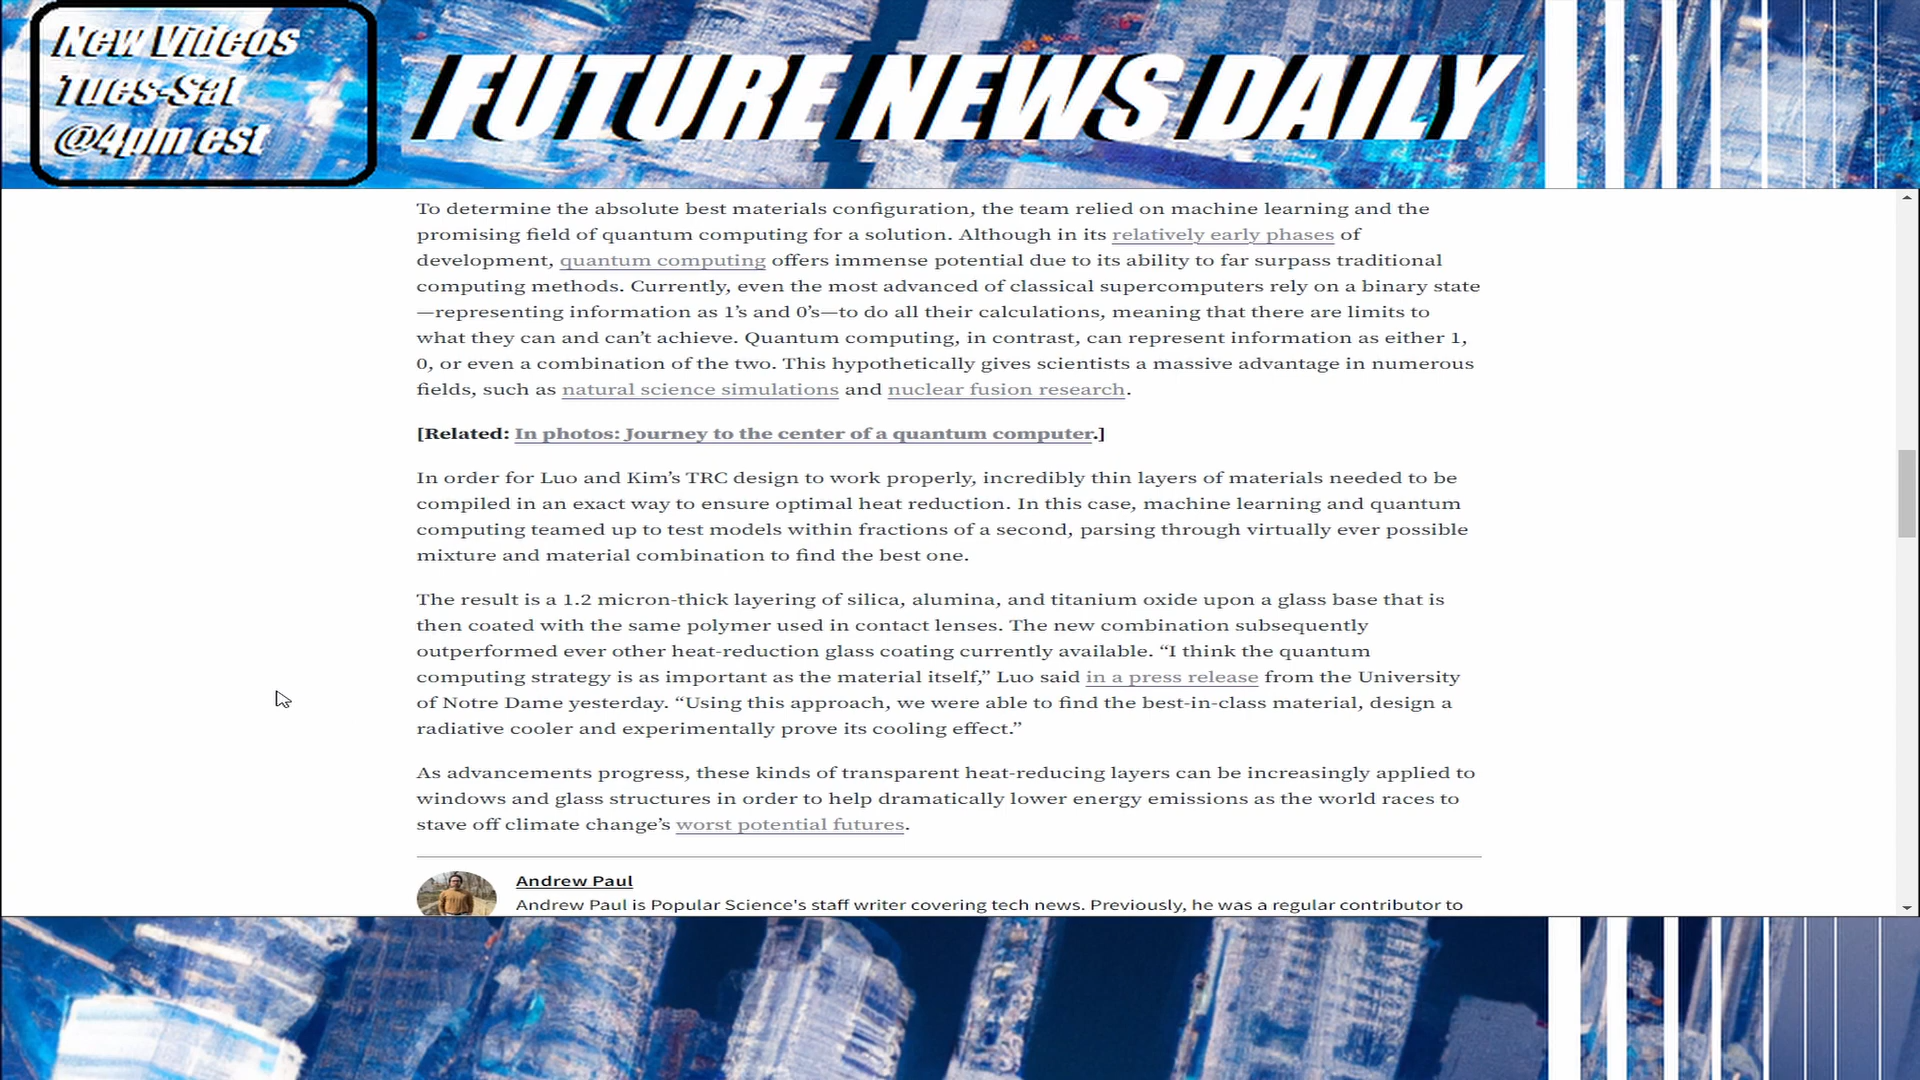 New Videos
Tues-Sat
@4pm est
FUTURE NEWS DAILY
To determine the absolute best materials configuration, the team relied on machine learning and the
promising field of quantum computing for a solution. Although in its relatively early phases of
development, quantum computing offers immense potential due to its ability to far surpass traditional
computing methods. Currently, even the most advanced of classical supercomputers rely on a binary state
—representing information as 1’s and 0’s—to do all their calculations, meaning that there are limits to
what they can and can’t achieve. Quantum computing, in contrast, can represent information as either 1,
0, or even a combination of the two. This hypothetically gives scientists a massive advantage in numerous
fields, such as natural science simulations and nuclear fusion research.
[Related: In photos: Journey to the center of a quantum computer.]
In order for Luo and Kim’s TRC design to work properly, incredibly thin layers of materials needed to be
compiled in an exact way to ensure optimal heat reduction. In this case, machine learning and quantum
computing teamed up to test models within fractions of a second, parsing through virtually ever possible
mixture and material combination to find the best one.
The result is a 1.2 micron-thick layering of silica, alumina, and titanium oxide upon a glass base that is
then coated with the same polymer used in contact lenses. The new combination subsequently
outperformed ever other heat-reduction glass coating currently available. “I think the quantum
computing strategy is as important as the material itself,” Luo said in a press release from the University
of Notre Dame yesterday. “Using this approach, we were able to find the best-in-class material, design a
radiative cooler and experimentally prove its cooling effect.”
As advancements progress, these kinds of transparent heat-reducing layers can be increasingly applied to
windows and glass structures in order to help dramatically lower energy emissions as the world races to
stave off climate change’s worst potential futures.
Andrew Paul
Andrew Paul is Popular Science's staff writer covering tech news. Previously, he was a regular contributor to